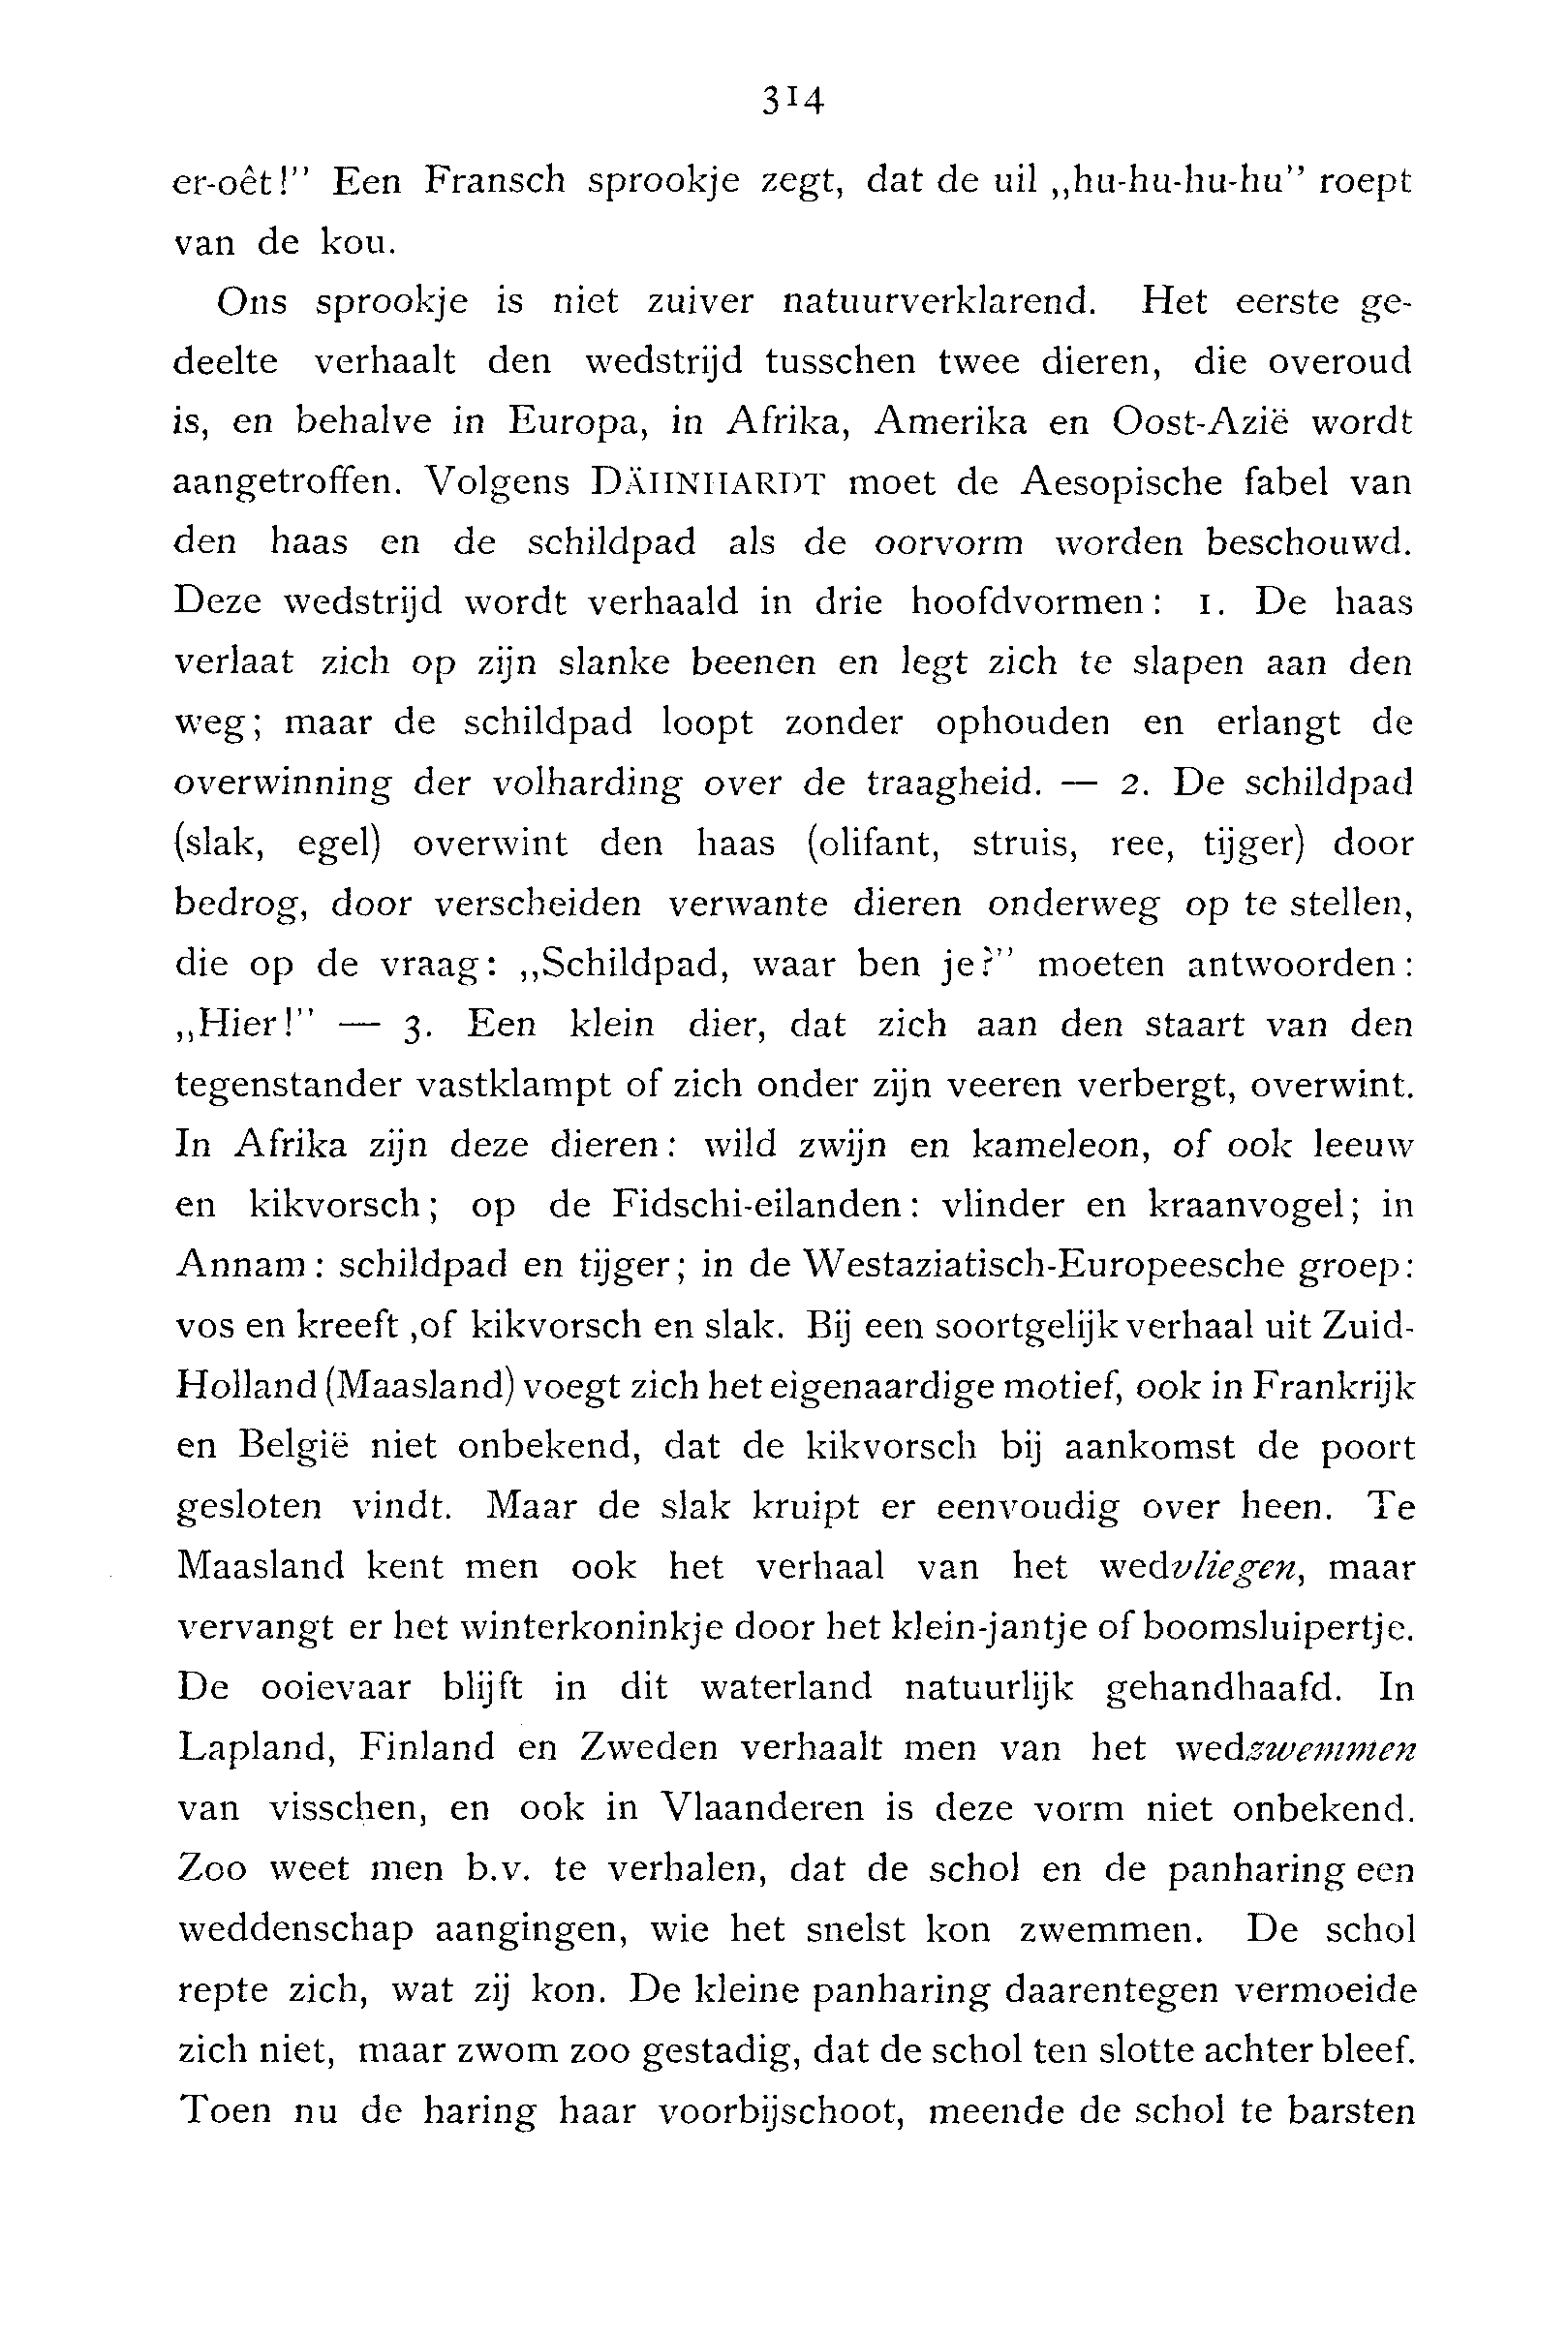 314
er-oêt!” Een Fransch sprookje zegt, dat de uil „hu-hu-hu-hu” roept
van de kou.
Ons sprookje is niet zuiver natuurverklarend. Het eerste ge-
deelte verhaalt den wedstrijd tusschen twee dieren, die overoud
is, en behalve in Europa, in Afrika, Amerika en Oost-Azië wordt
aangetroffen. Volgens DÄHNHARDT moet de Aesopische fabel van
den haas en de schildpad als de oorvorm worden beschouwd.
Deze wedstrijd wordt verhaald in drie hoofdvormen: 1. De haas
verlaat zich op zijn slanke beenen en legt zich te slapen aan den
weg; maar de schildpad loopt zonder ophouden en erlangt de
overwinning der volharding over de traagheid. — 2. De schildpad
(slak, egel) overwint den haas (olifant, struis, ree, tijger) door
bedrog, door verscheiden verwante dieren onderweg op te stellen,
die op de vraag: „Schildpad, waar ben je?” moeten antwoorden:
„Hier!” — 3. Een klein dier, dat zich aan den staart van den
tegenstander vastklampt of zich onder zijn veeren verbergt, overwint.
In Afrika zijn deze dieren: wild zwijn en kameleon, of ook leeuw
en kikvorsch; op de Fidschi-eilanden: vlinder en kraanvogel; in
Annam: schildpad en tijger; in de Westaziatisch-Europeesche groep:
vos en kreeft ,of kikvorsch en slak. Bij een soortgelijk verhaal uit Zuid-
Holland (Maasland) voegt zich het eigenaardige motief, ook in Frankrijk
en België niet onbekend, dat de kikvorsch bij aankomst de poort
gesloten vindt. Maar de slak kruipt er eenvoudig over heen. Te
Maasland kent men ook het verhaal van het wedvliegen, maar
vervangt er het winterkoninkje door het klein-jantje of boomsluipertje.
De ooievaar blijft in dit waterland natuurlijk gehandhaafd. In
Lapland, Finland en Zweden verhaalt men van het wedzwemmen
van visschen, en ook in Vlaanderen is deze vorm niet onbekend.
Zoo weet men b.v. te verhalen, dat de schol en de panharing een
weddenschap aangingen, wie het snelst kon zwemmen. De schol
repte zich, wat zij kon. De kleine panharing daarentegen vermoeide
zich niet, maar zwom zoo gestadig, dat de schol ten slotte achter bleef.
Toen nu de haring haar voorbijschoot, meende de schol te barsten